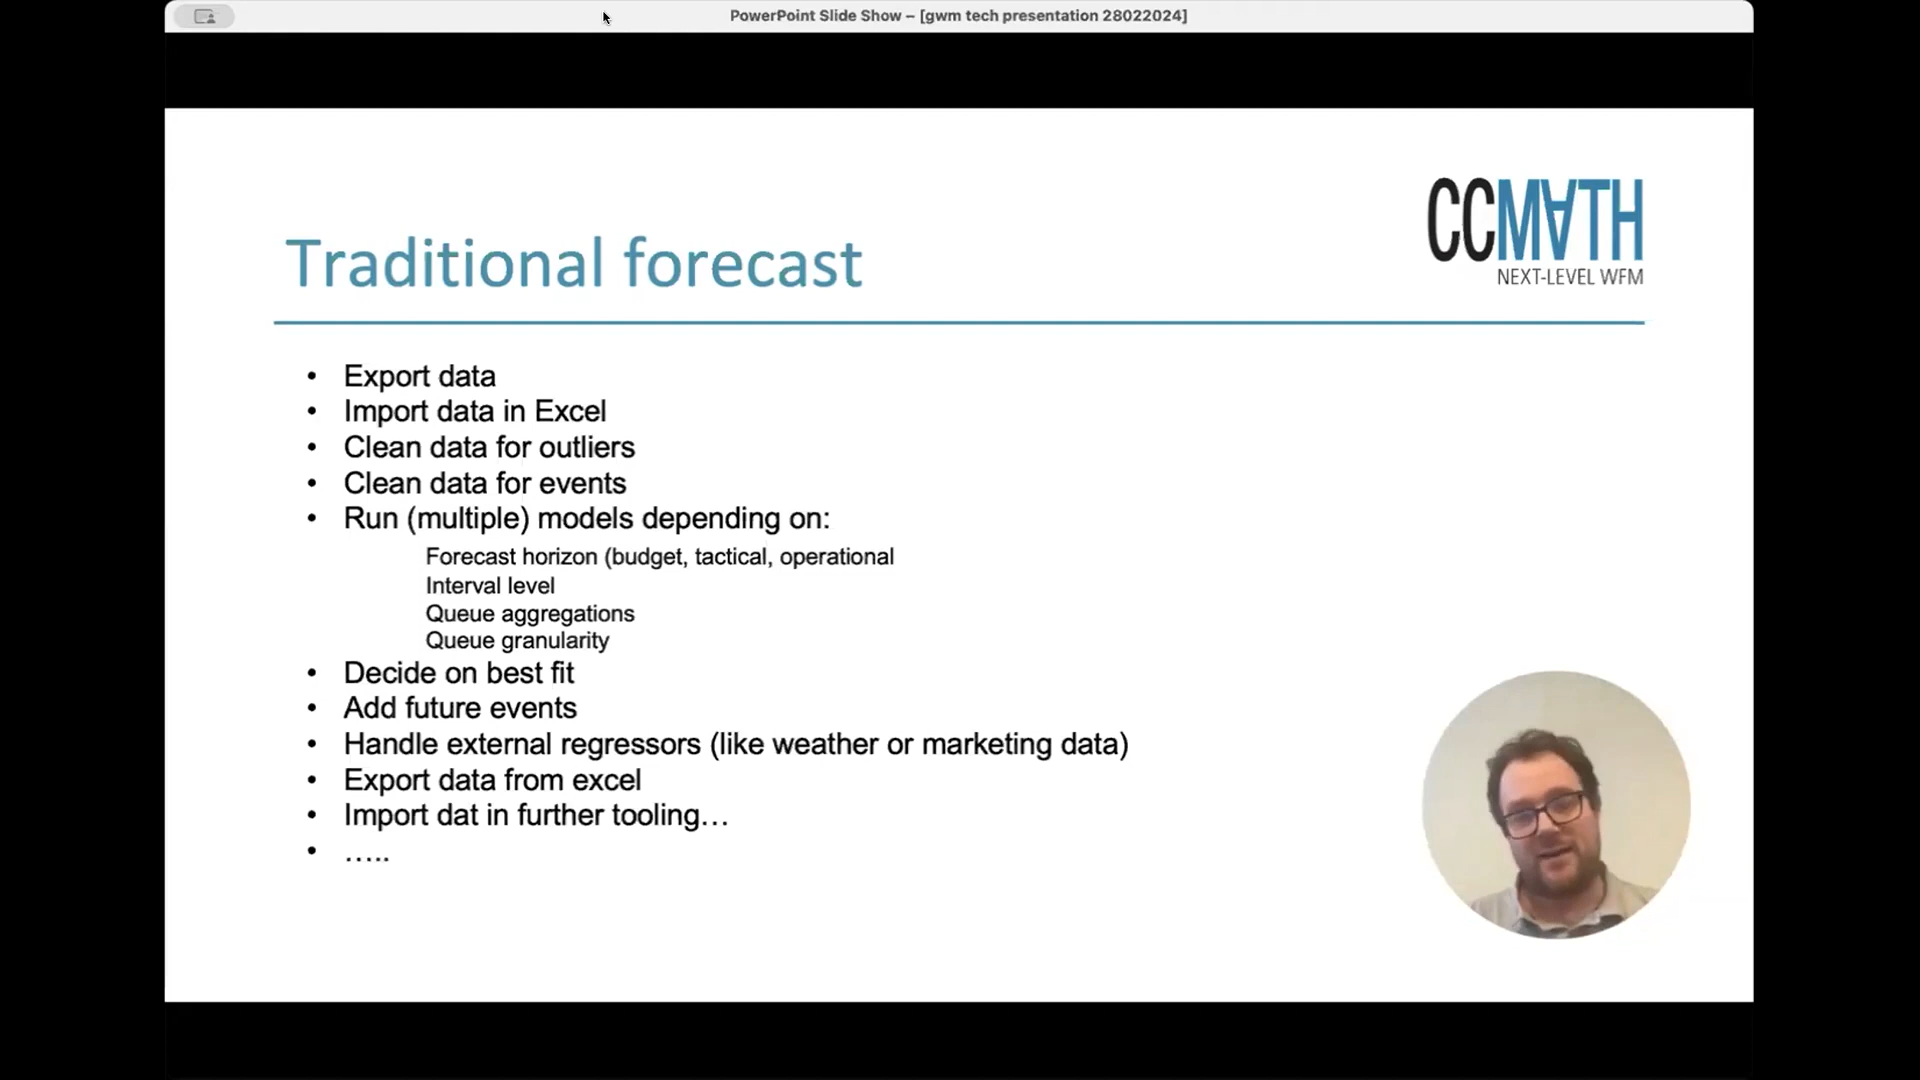 PowerPoint Slide Show – [gwm tech presentation 28022024]
CCMATH
NEXT-LEVEL WFM
Traditional forecast
• Export data
• Import data in Excel
• Clean data for outliers
• Clean data for events
• Run (multiple) models depending on:
Forecast horizon (budget, tactical, operational
Interval level
Queue aggregations
Queue granularity
• Decide on best fit
• Add future events
• Handle external regressors (like weather or marketing data)
• Export data from excel
• Import dat in further tooling…
• …..